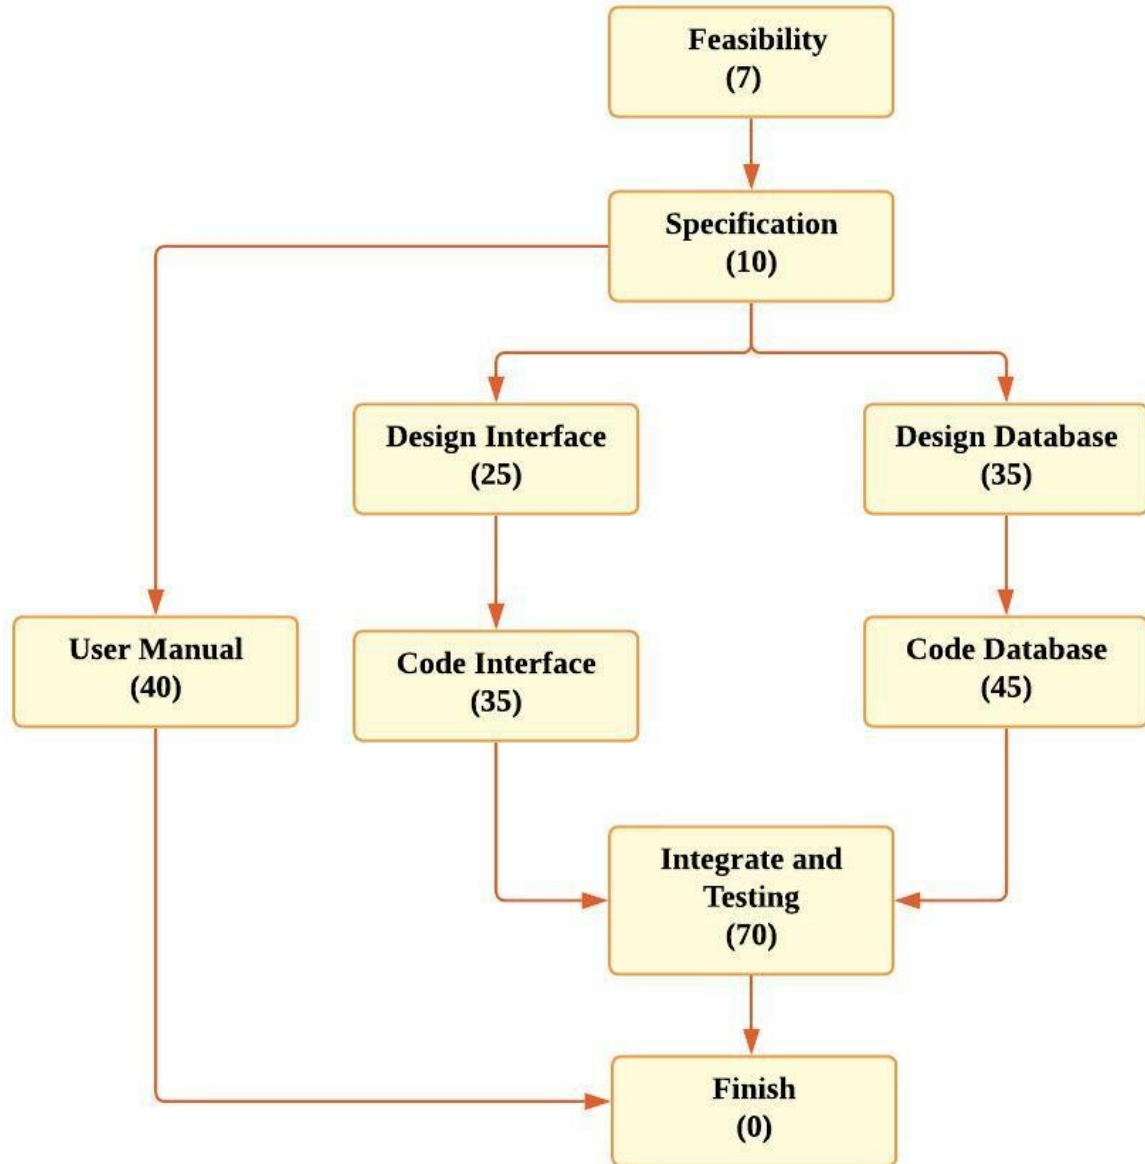 Feasibility
(7)
Specification
(10)
Design Interface
(25)
Design Database
(35)
User Manual
(40)
Code Interface
(35)
Code Database
(45)
Integrate and
Testing
(70)
Finish
(0)